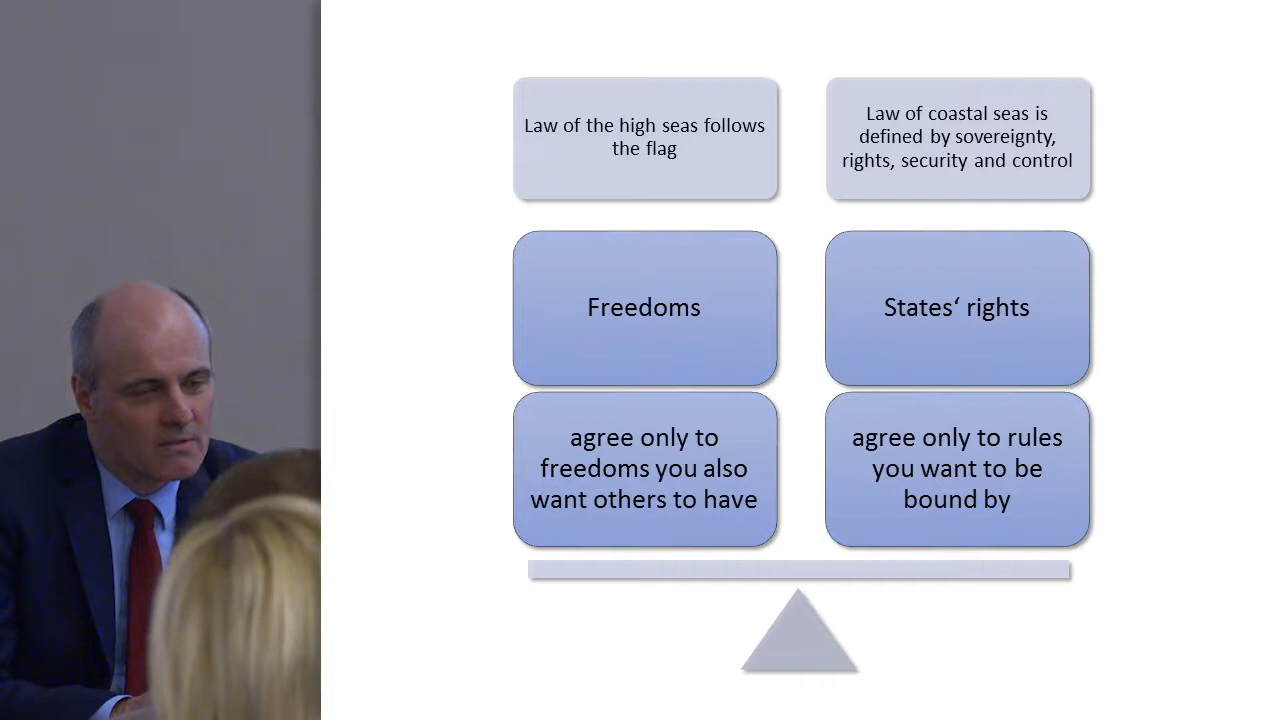 Law of the high seas follows
the flag
Law of coastal seas is
defined by sovereignty,
rights, security and control
Freedoms
States‘ rights
agree only to
freedoms you also
want others to have
agree only to rules
you want to be
bound by